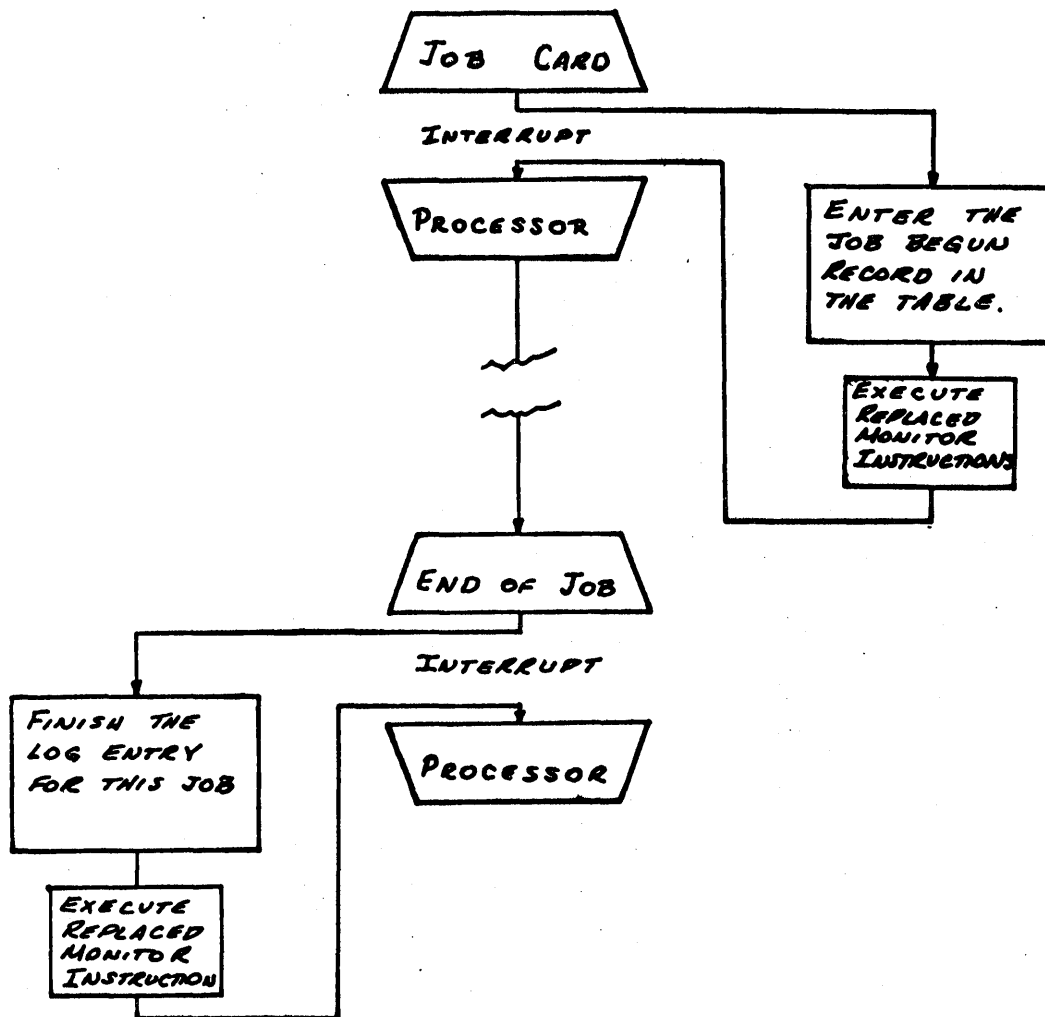 JOB CARD
INTERRUPT
PROCESSOR
ENTER THE
JOB BEGUN
RECORD IN
THE TABLE.
EXECUTE
REPLACED
MONITOR
INSTRUCTIONS
END OF JOB
INTERRUPT
FINISH THE
LOG ENTRY
FOR THIS JOB
PROCESSOR
EXECUTE
REPLACED
MONITOR
INSTRUCTION